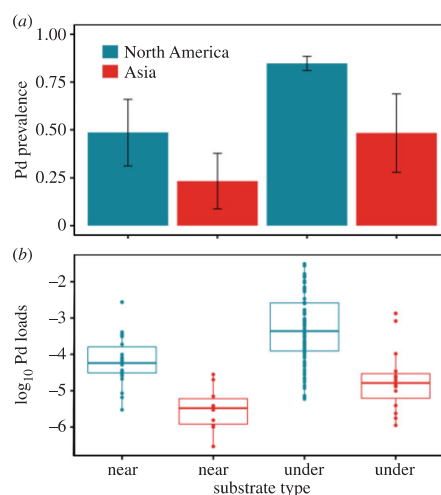 (a)
1.00
0.75
0.50
0.25
0
Pd prevalence
North America
Asia
(b)
–2
–3
–4
–5
–6
log10 Pd loads
near near under under
substrate type